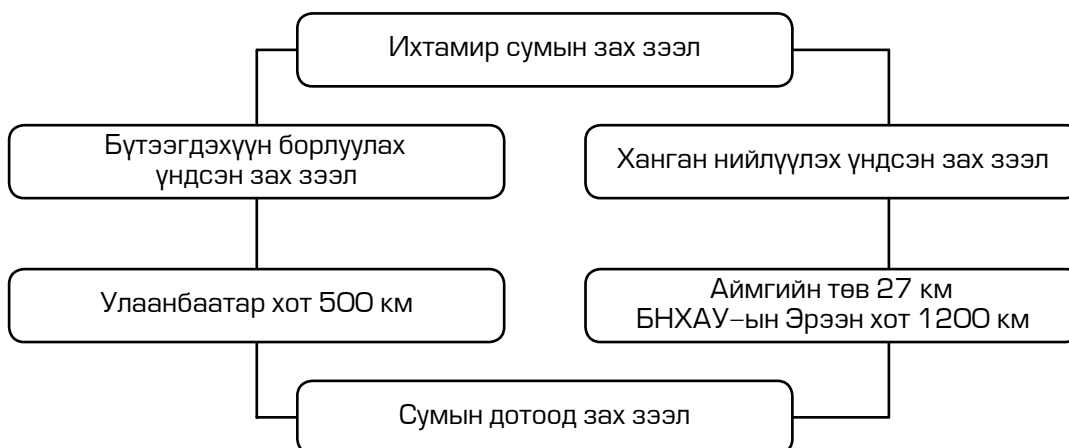 Ихтамир сумын зах зээл
Бүтээгдэхүүн борлуулах
үндсэн зах зээл
Ханган нийлүүлэх үндсэн зах зээл
Улаанбаатар хот 500 км
Аймгийн төв 27 км
БНХАУ–ын Эрээн хот 1200 км
Сумын дотоод зах зээл